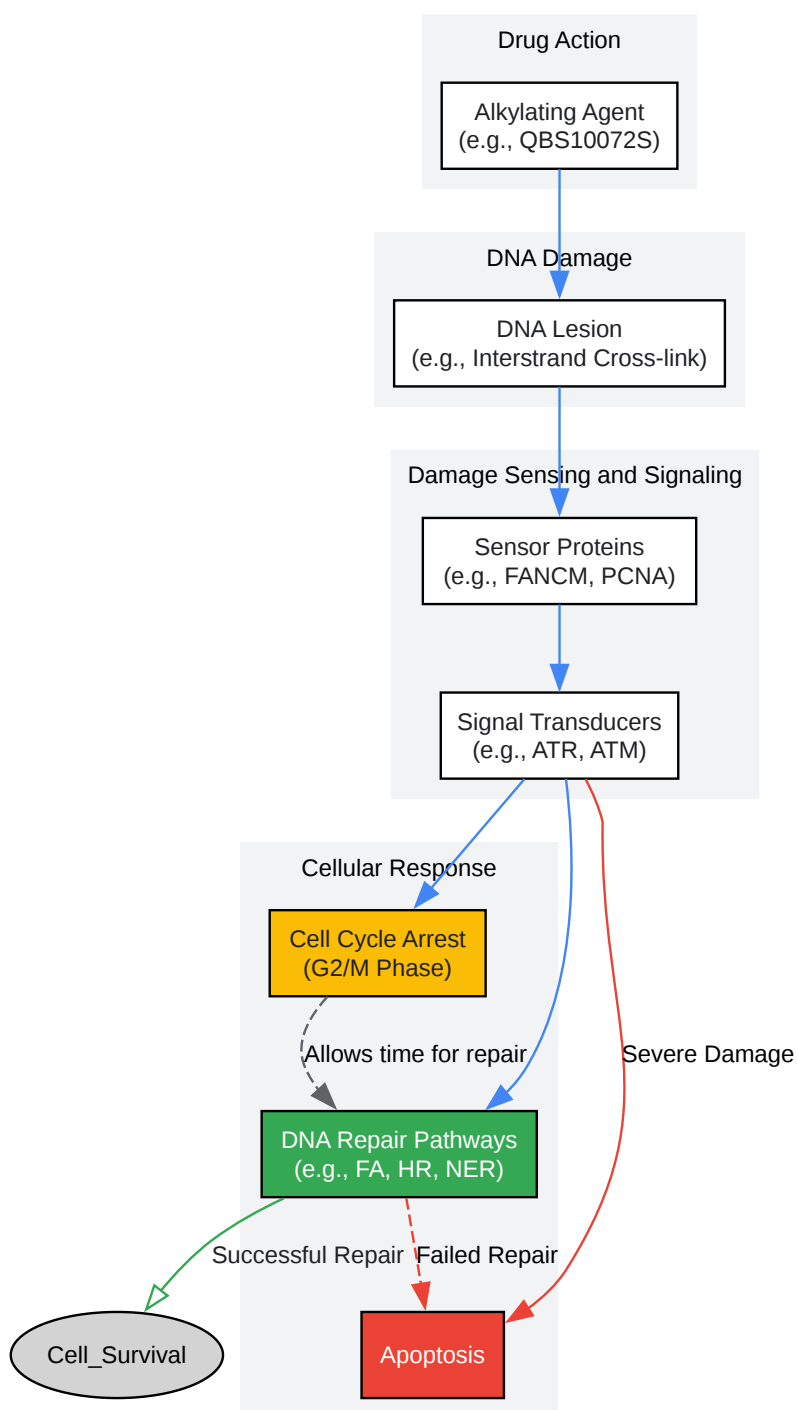 Drug Action
Alkylating Agent
(e.g., QBS10072S)
DNA Damage
DNA Lesion
(e.g., Interstrand Cross-link)
Damage Sensing and Signaling
Sensor Proteins
(e.g., FANCM, PCNA)
Signal Transducers
(e.g., ATR, ATM)
Cellular Response
Cell Cycle Arrest
(G2/M Phase)
Allows time for repair
Severe Damage
DNA Repair Pathways
(e.g., FA, HR, NER)
Successful Repair
Failed Repair
Cell_Survival
Apoptosis